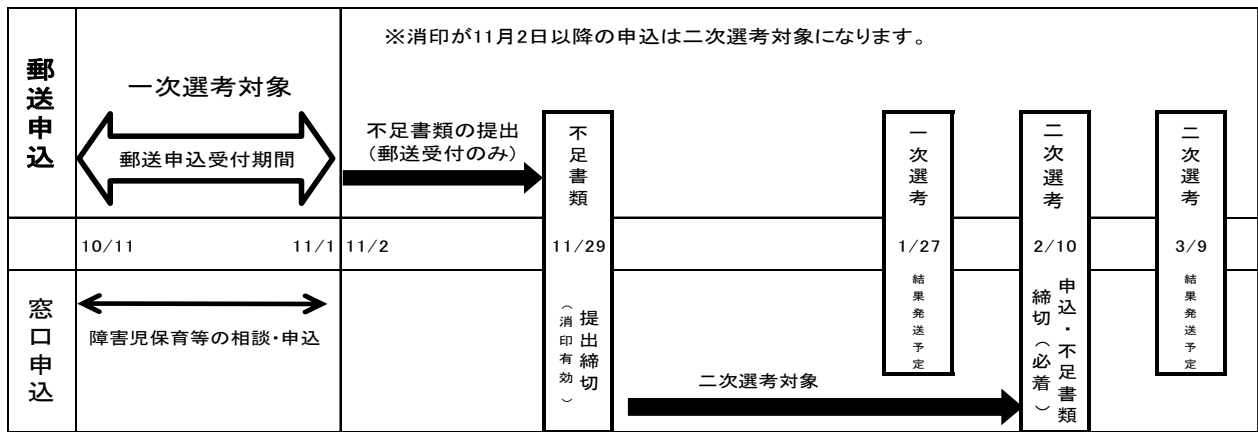 ※消印が11月2日以降の申込は二次選考対象になります。
郵送申込
一次選考対象
郵送申込受付期間
不足書類の提出
(郵送受付のみ)
不足書類
一次選考
二次選考
二次選考
10/11
11/1
11/2
11/29
1/27
2/10
3/9
窓口申込
障害児保育等の相談・申込
提出締切
(消印有効)
二次選考対象
結果発送予定
申込・不足書類
締切(必着)
結果発送予定